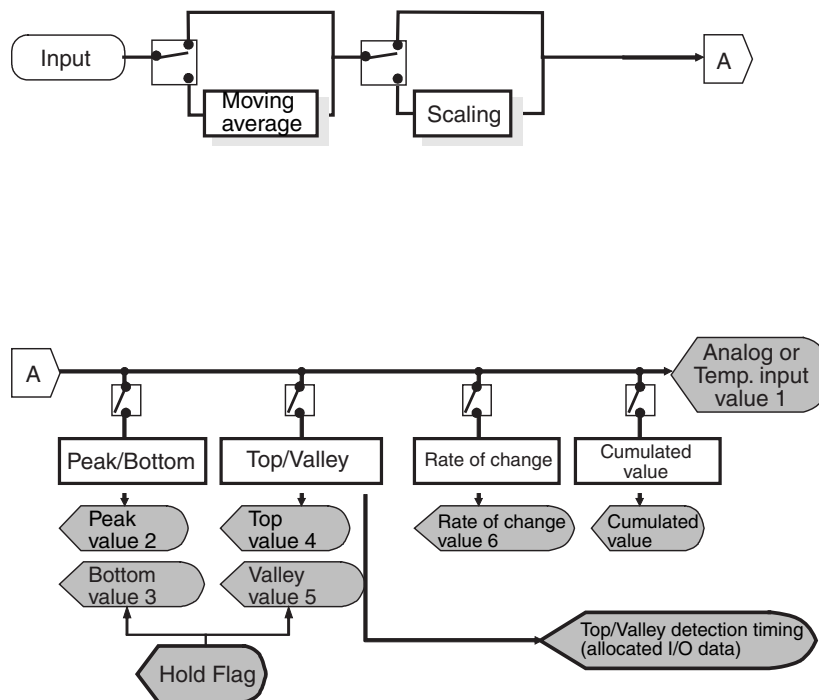 Input
Moving
average
Scaling
A
A
Analog or
Temp. input
value 1
Peak/Bottom
Top/Valley
Rate of change
Cumulated
value
Peak
value 2
Top
value 4
Rate of change
value 6
Cumulated
value
Bottom
value 3
Valley
value 5
Top/Valley detection timing
(allocated I/O data)
Hold Flag